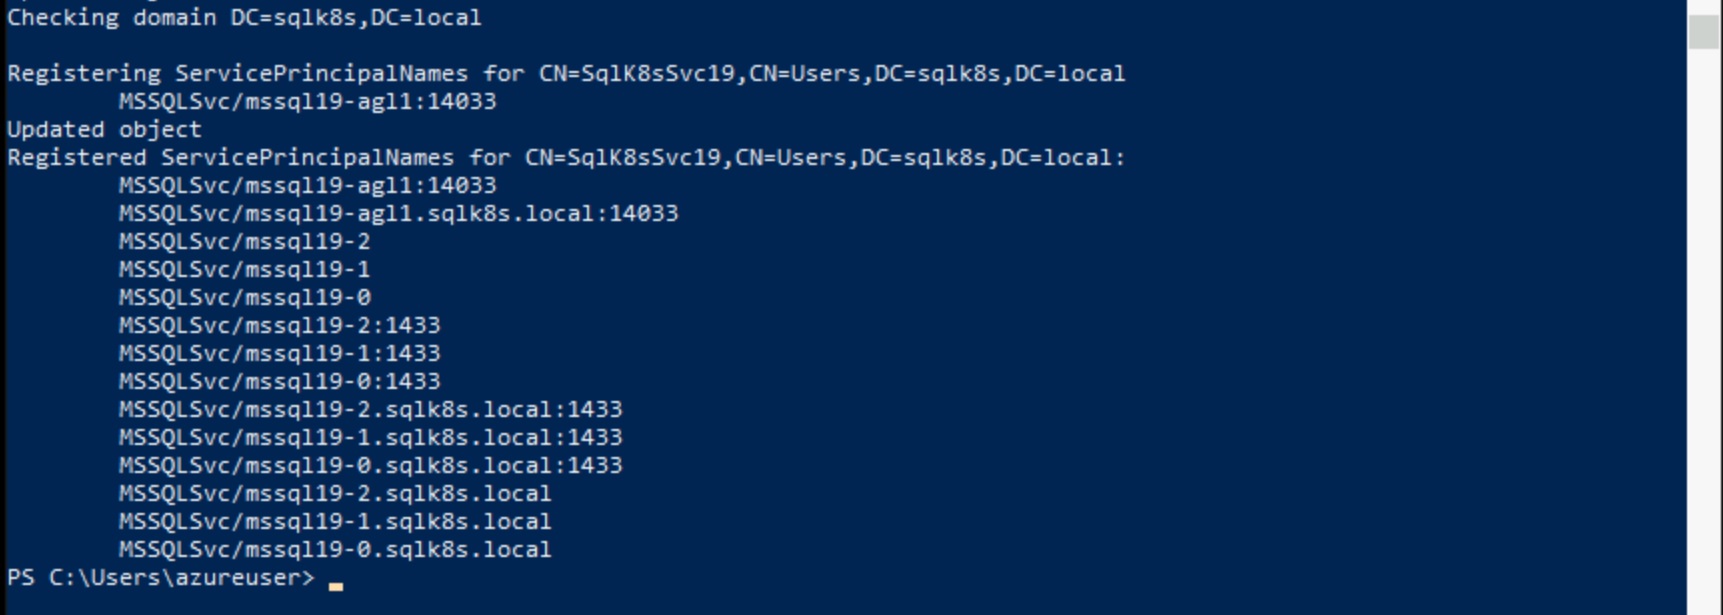 Checking domain DC=sqlk8s,DC=local
Registering ServicePrincipalNames for CN=SqlK8sSvc19,CN=Users,DC=sqlk8s,DC=local
MSSQLSvc/mssql19-agl1:14033
Updated object
Registered ServicePrincipalNames for CN=SqlK8sSvc19,CN=Users,DC=sqlk8s,DC=local:
MSSQLSvc/mssql19-agl1:14033
MSSQLSvc/mssql19-agl1.sqlk8s.local:14033
MSSQLSvc/mssql19-2
MSSQLSvc/mssql19-1
MSSQLSvc/mssql19-0
MSSQLSvc/mssql19-2:1433
MSSQLSvc/mssql19-1:1433
MSSQLSvc/mssql19-0:1433
MSSQLSvc/mssql19-2.sqlk8s.local:1433
MSSQLSvc/mssql19-1.sqlk8s.local:1433
MSSQLSvc/mssql19-0.sqlk8s.local:1433
MSSQLSvc/mssql19-2.sqlk8s.local
MSSQLSvc/mssql19-1.sqlk8s.local
MSSQLSvc/mssql19-0.sqlk8s.local
PS C:\Users\azureuser>